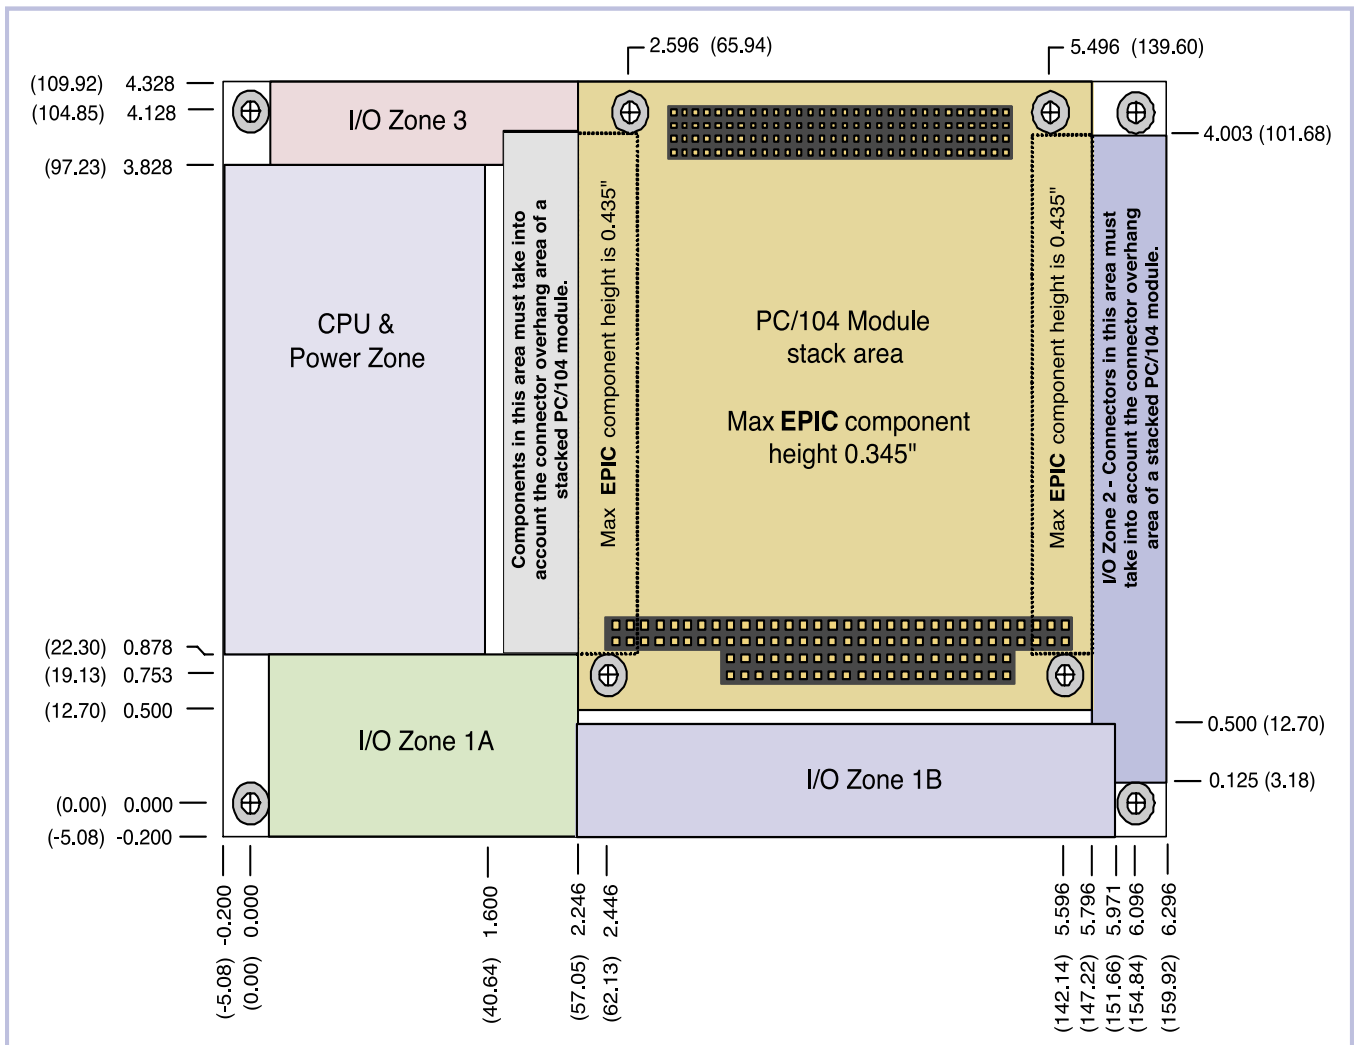 2.596 (65.94)
5.496 (139.60)
(109.92) 4.328
(104.85) 4.128
(97.23) 3.828
4.003 (101.68)
I/O Zone 3
CPU &
Power Zone
Components in this area must take into
account the connector overhang area of a
stacked PC/104 module.
Max EPIC component height is 0.435"
PC/104 Module
stack area
Max EPIC component
height 0.345"
Max EPIC component height is 0.435"
I/O Zone 2 - Connectors in this area must
take into account the connector overhang
area of a stacked PC/104 module.
(22.30) 0.878
(19.13) 0.753
(12.70) 0.500
(0.00) 0.000
(-5.08) -0.200
I/O Zone 1A
I/O Zone 1B
0.500 (12.70)
0.125 (3.18)
(-5.08) -0.200
(0.00) 0.000
(40.64) 1.600
(57.05) 2.246
(62.13) 2.446
(142.14) 5.596
(147.22) 5.796
(151.66) 5.971
(154.84) 6.096
(159.92) 6.296